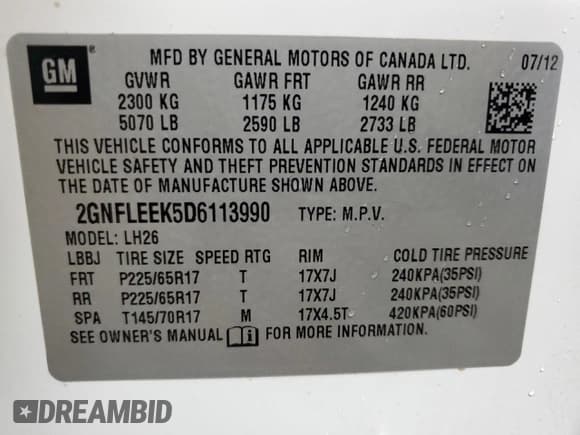 GM ®
MFD BY GENERAL MOTORS OF CANADA LTD. 07/12
GVWR GAWR FRT GAWR RR
2300 KG 1175 KG 1240 KG
5070 LB 2590 LB 2733 LB
THIS VEHICLE CONFORMS TO ALL APPLICABLE U.S. FEDERAL MOTOR
VEHICLE SAFETY AND THEFT PREVENTION STANDARDS IN EFFECT ON
THE DATE OF MANUFACTURE SHOWN ABOVE.
2GNFLEEK5D6113990 TYPE: M.P.V.
MODEL: LH26
LBBJ TIRE SIZE SPEED RTG RIM COLD TIRE PRESSURE
FRT P225/65R17 T 17X7J 240KPA(35PSI)
RR P225/65R17 T 17X7J 240KPA(35PSI)
SPA T145/70R17 M 17X4.5T 420KPA(60PSI)
SEE OWNER'S MANUAL FOR MORE INFORMATION.
DREAMBID